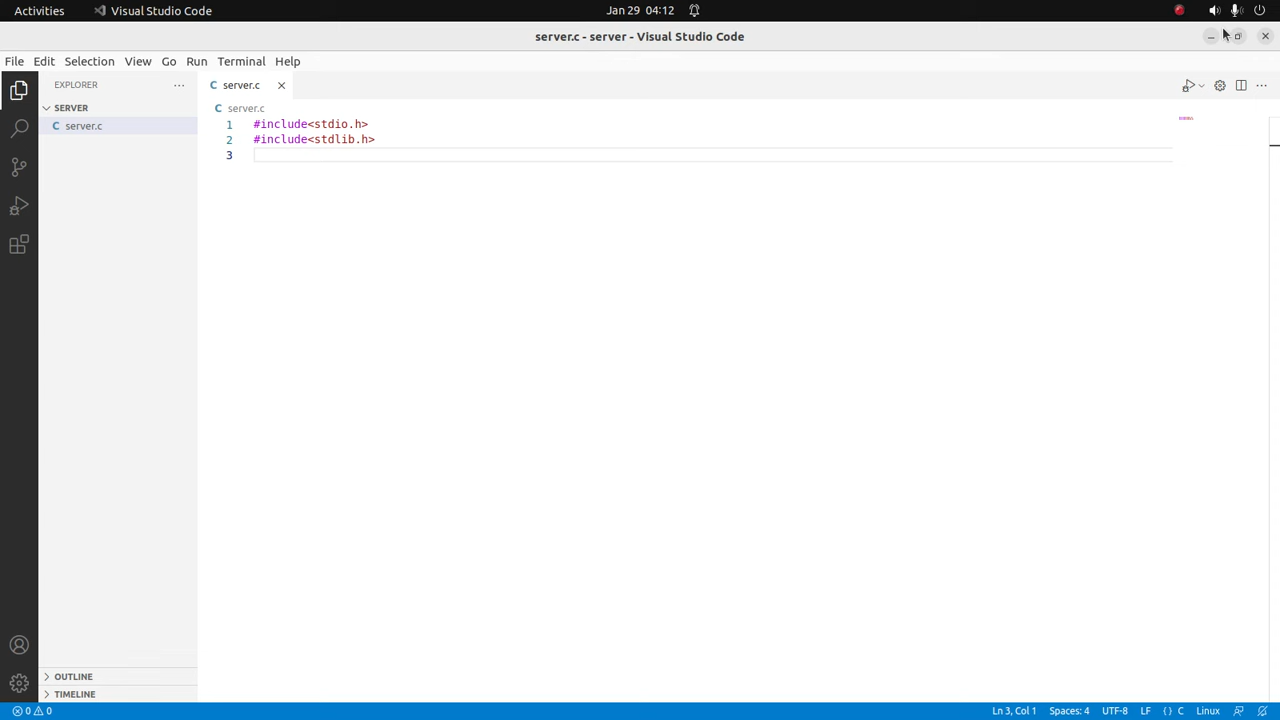 Activities Visual Studio Code Jan 29 04:12
server.c - server - Visual Studio Code
File Edit Selection View Go Run Terminal Help
EXPLORER
SERVER
server.c
OUTLINE
TIMELINE
C server.c
C server.c
1 #include<stdio.h>
2 #include<stdlib.h>
3
0 0 Ln 3, Col 1 Spaces: 4 UTF-8 LF {} C Linux